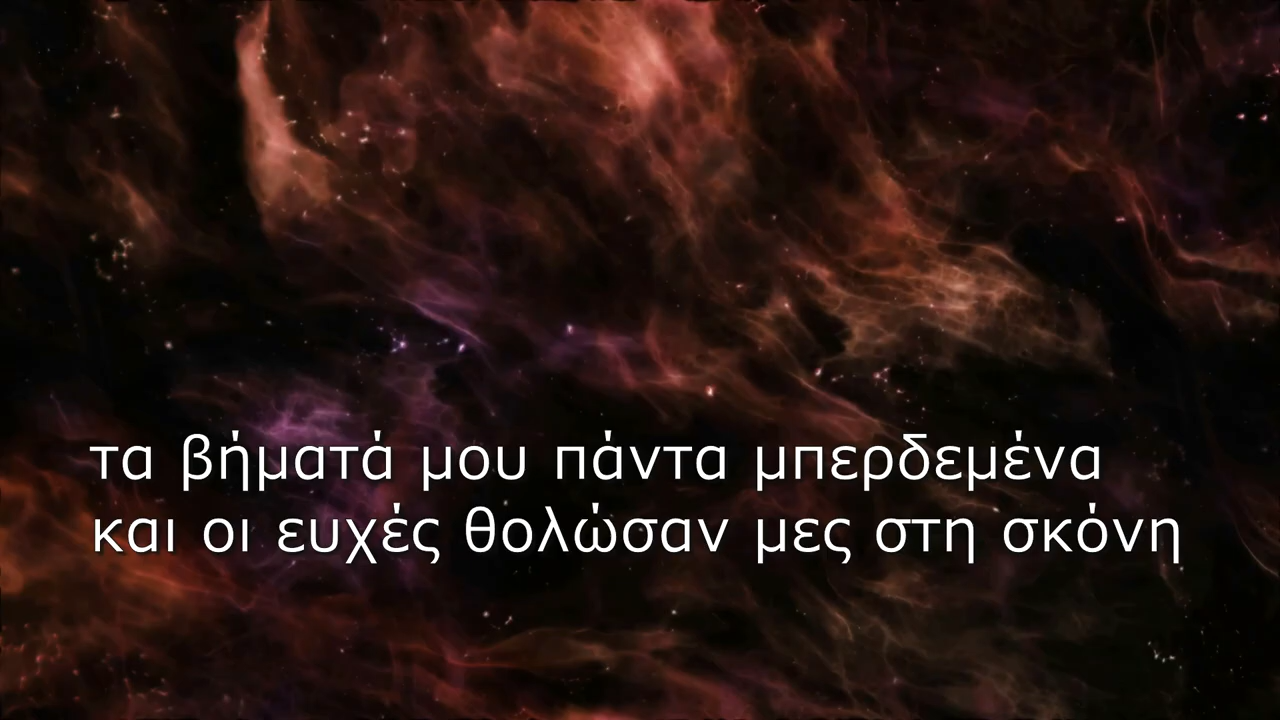 τα βήματά μου πάντα μπερδεμένα
και οι ευχές θολώσαν μες στη σκόνη